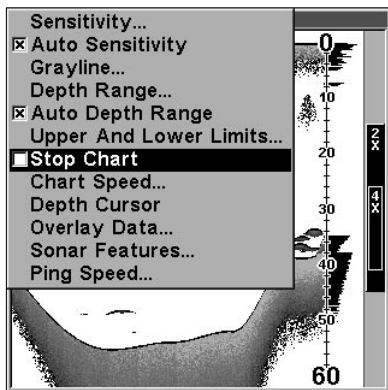 Sensitivity...
Auto Sensitivity
Grayline...
Depth Range...
Auto Depth Range
Upper And Lower Limits...
Stop Chart
Chart Speed...
Depth Cursor
Overlay Data...
Sonar Features...
Ping Speed...
0
10
20
30
40
50
60
2X
4X